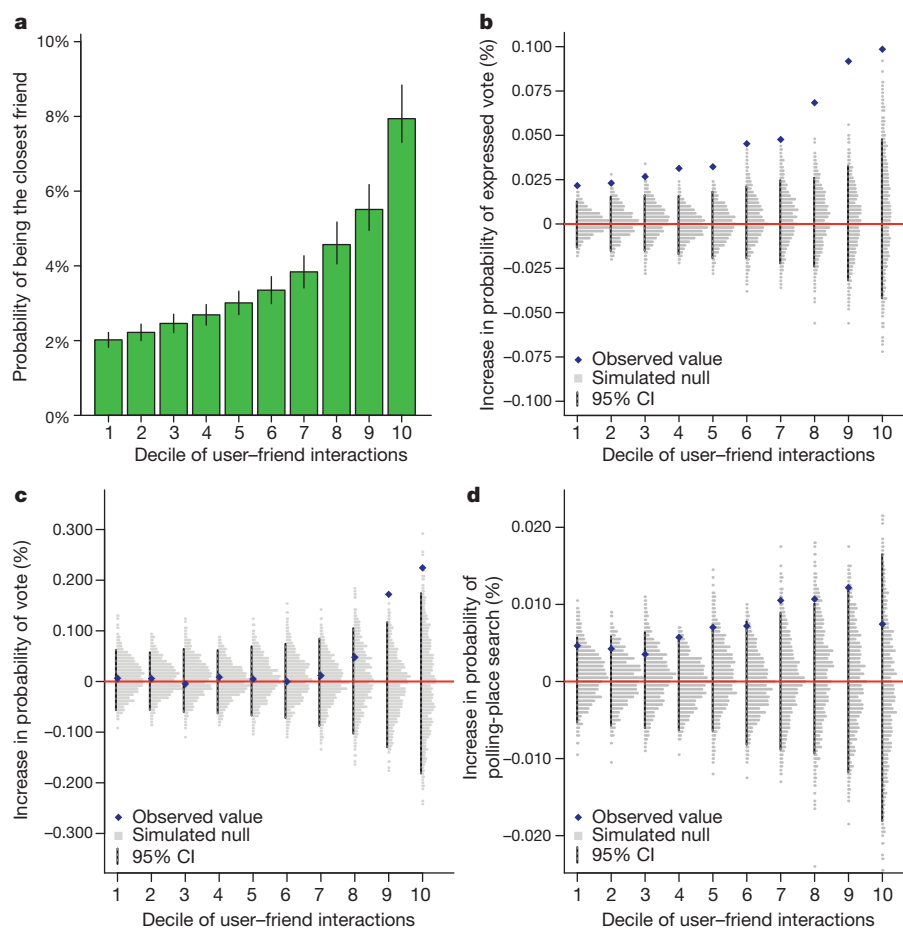 a
10%
8%
6%
4%
2%
0%
Probability of being the closest friend
1 2 3 4 5 6 7 8 9 10
Decile of user–friend interactions
b
0.100
0.075
0.050
0.025
0
−0.025
−0.050
−0.075
−0.100
Increase in probability of expressed vote (%)
Observed value
Simulated null
95% CI
1 2 3 4 5 6 7 8 9 10
Decile of user–friend interactions
c
0.300
0.200
0.100
0
−0.100
−0.200
−0.300
Increase in probability of vote (%)
Observed value
Simulated null
95% CI
1 2 3 4 5 6 7 8 9 10
Decile of user–friend interactions
d
0.020
0.010
0
−0.010
−0.020
Increase in probability of
polling-place search (%)
Observed value
Simulated null
95% CI
1 2 3 4 5 6 7 8 9 10
Decile of user–friend interactions